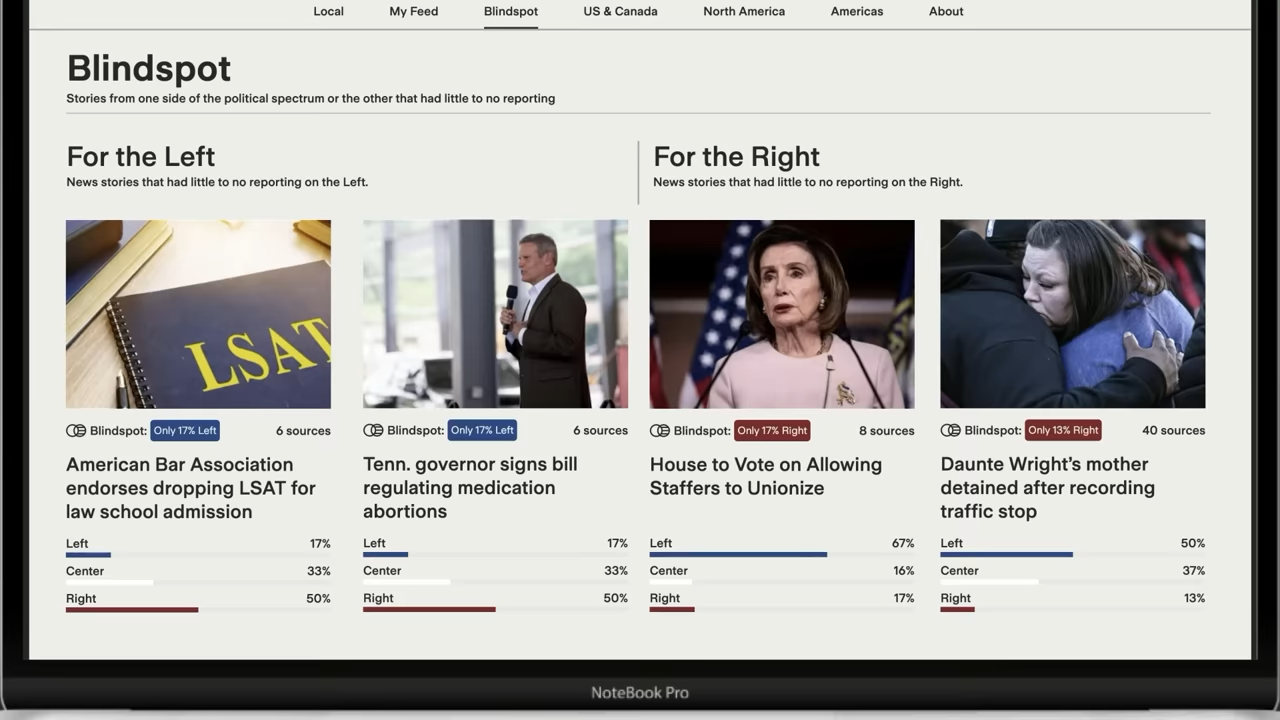 Local My Feed Blindspot US & Canada North America Americas About
Blindspot
Stories from one side of the political spectrum or the other that had little to no reporting
For the Left
News stories that had little to no reporting on the Left.
For the Right
News stories that had little to no reporting on the Right.
LSAT
Blindspot: Only 17% Left 6 sources
American Bar Association
endorses dropping LSAT for
law school admission
Left 17%
Center 33%
Right 50%
Blindspot: Only 17% Left 6 sources
Tenn. governor signs bill
regulating medication
abortions
Left 17%
Center 33%
Right 50%
Blindspot: Only 17% Right 8 sources
House to Vote on Allowing
Staffers to Unionize
Left 67%
Center 16%
Right 17%
Blindspot: Only 13% Right 40 sources
Daunte Wright’s mother
detained after recording
traffic stop
Left 50%
Center 37%
Right 13%
NoteBook Pro